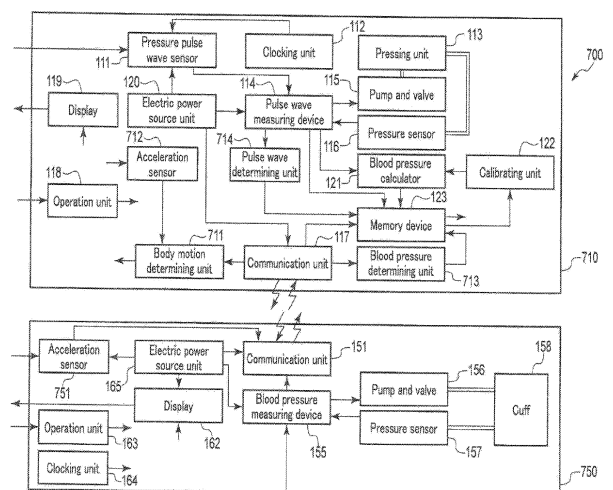 112
113
Pressure pulse wave sensor
Clocking unit
Pressing unit
700
111
119
120
114
115
Display
Electric power source unit
Pulse wave measuring device
Pump and valve
712
714
116
Pressure sensor
122
118
Acceleration sensor
Pulse wave determining unit
Blood pressure calculator
Calibrating unit
121
123
Operation unit
711
117
Memory device
Body motion determining unit
Communication unit
Blood pressure determining unit
710
713
151
156
158
Acceleration sensor
Electric power source unit
Communication unit
751
165
Pump and valve
Cuff
Display
Blood pressure measuring device
Operation unit
163
162
155
Pressure sensor
157
Clocking unit
164
750